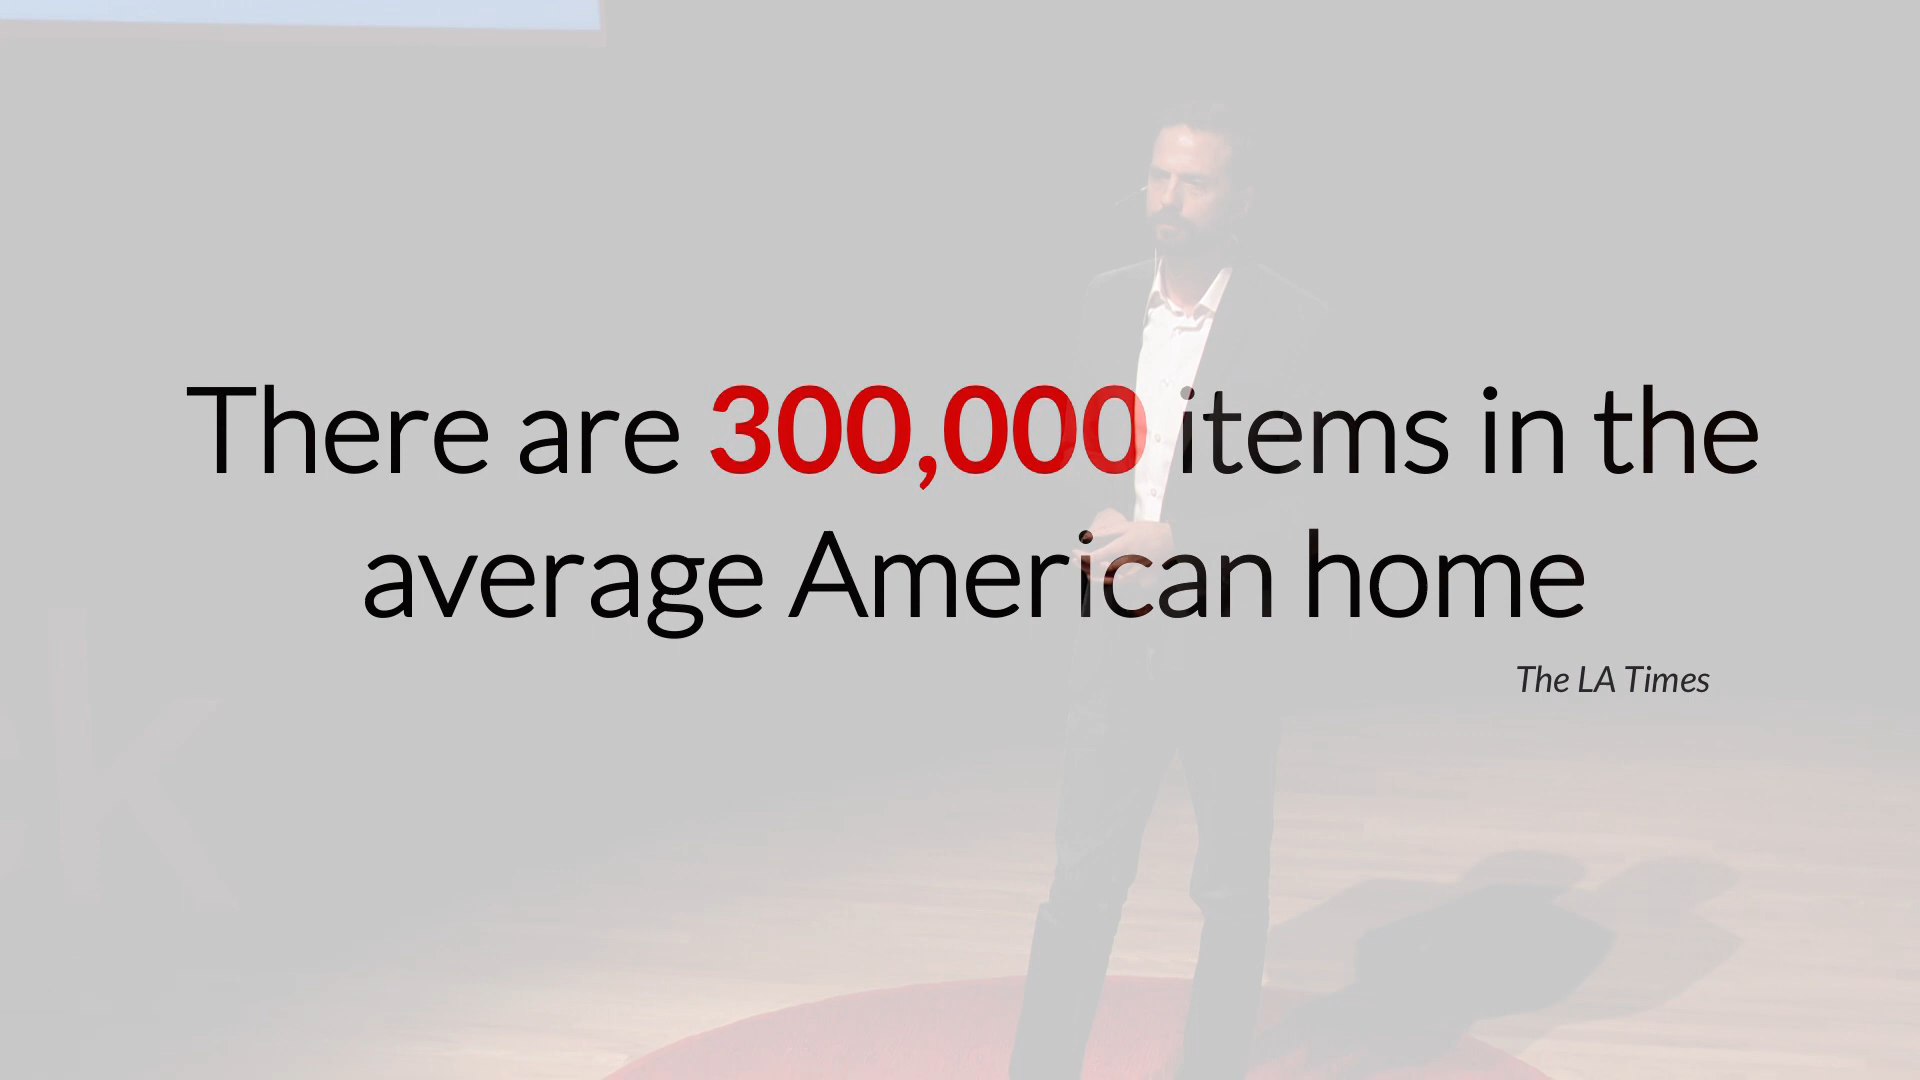 There are 300,000 items in the
average American home
The LA Times
k